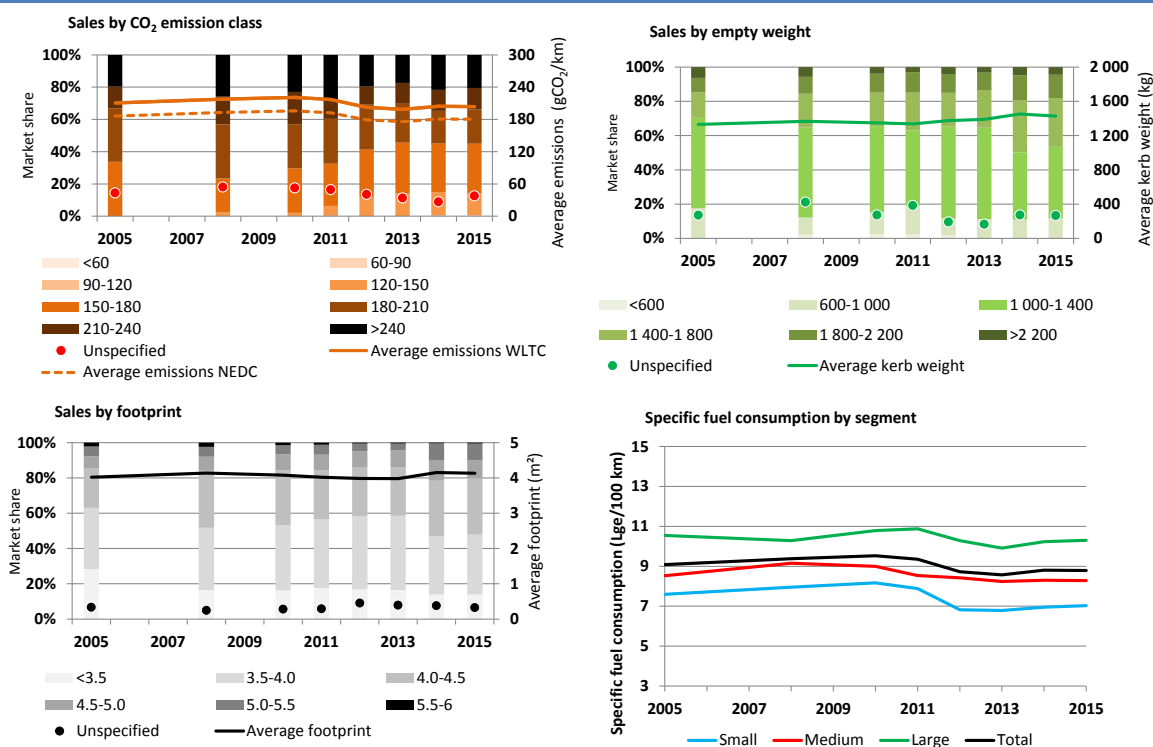 Sales by CO₂ emission class
100%
80%
60%
40%
20%
0%
Market share
300
240
180
120
60
0
Average emissions (gCO₂/km)
2005 2007 2009 2011 2013 2015
<60 60-90
90-120 120-150
150-180 180-210
210-240 >240
Unspecified Average emissions WLTC
Average emissions NEDC
Sales by empty weight
100%
80%
60%
40%
20%
0%
Market share
2 000
1 600
1 200
800
400
0
Average kerb weight (kg)
2005 2007 2009 2011 2013 2015
<600 600-1 000 1 000-1 400
1 400-1 800 1 800-2 200 >2 200
Unspecified Average kerb weight
Sales by footprint
100%
80%
60%
40%
20%
0%
Market share
5
4
3
2
1
0
Average footprint (m²)
2005 2007 2009 2011 2013 2015
<3.5 3.5-4.0 4.0-4.5
4.5-5.0 5.0-5.5 5.5-6
Unspecified Average footprint
Specific fuel consumption by segment
Specific fuel consumption (Lge/100 km)
15
13
11
9
7
5
3
2005 2007 2009 2011 2013 2015
Small Medium Large Total